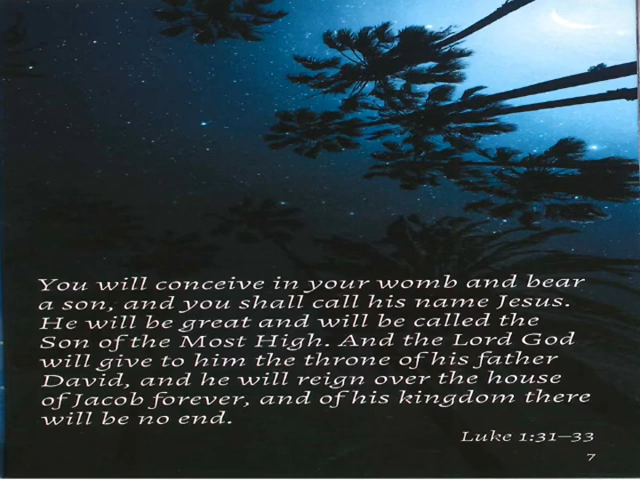 You will conceive in your womb and bear
a son, and you shall call his name Jesus.
He will be great and will be called the
Son of the Most High. And the Lord God
will give to him the throne of his father
David, and he will reign over the house
of Jacob forever, and of his kingdom there
will be no end.
Luke 1:31–33
7